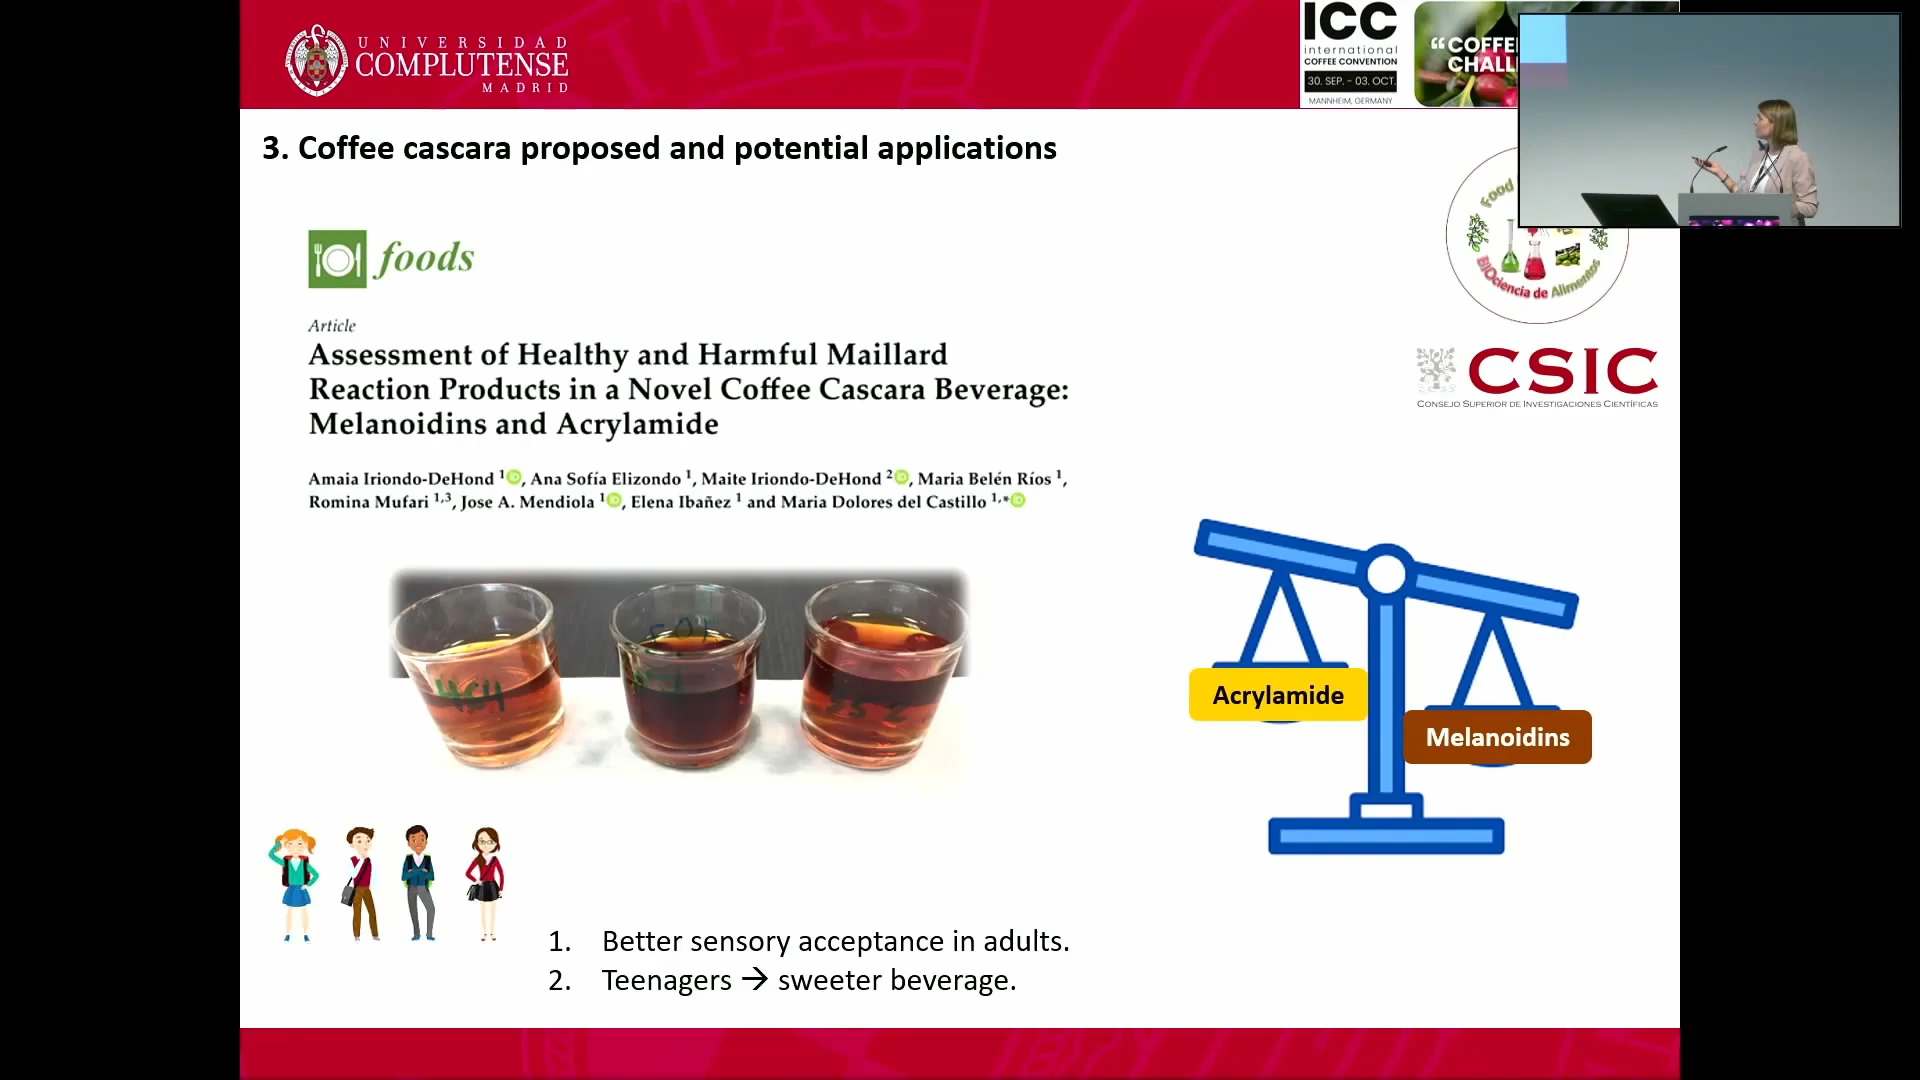 UNIVERSIDAD
COMPLUTENSE
MADRID
ICC
international
COFFEE CONVENTION
30. SEP. - 03. OCT.
MANNHEIM, GERMANY
"COFFE
CHALL
3. Coffee cascara proposed and potential applications
Food
BIOciencia de Alimentos
CSIC
CONSEJO SUPERIOR DE INVESTIGACIONES CIENTÍFICAS
foods
Article
Assessment of Healthy and Harmful Maillard
Reaction Products in a Novel Coffee Cascara Beverage:
Melanoidins and Acrylamide
Amaia Iriondo-DeHond 1, Ana Sofía Elizondo 1, Maite Iriondo-DeHond 2, Maria Belén Ríos 1,
Romina Mufari 1,3, Jose A. Mendiola 1, Elena Ibañez 1 and Maria Dolores del Castillo 1,*
Acrylamide
Melanoidins
1. Better sensory acceptance in adults.
2. Teenagers → sweeter beverage.